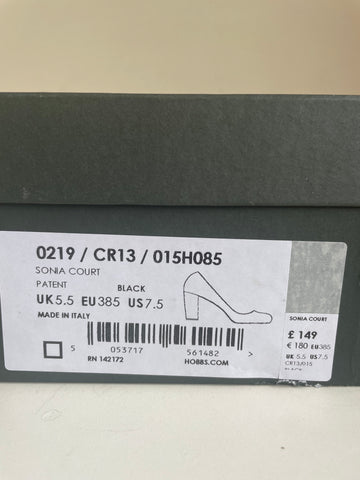 0219 / CR13 / 015H085
SONIA COURT
PATENT
BLACK
UK5.5 EU385 US7.5
MADE IN ITALY
5 053717 561482 >
RN 142172
HOBBS.COM
SONIA COURT
£ 149
€ 180 EU385
UK 5.5 US7.5
CR13/015
BLACK